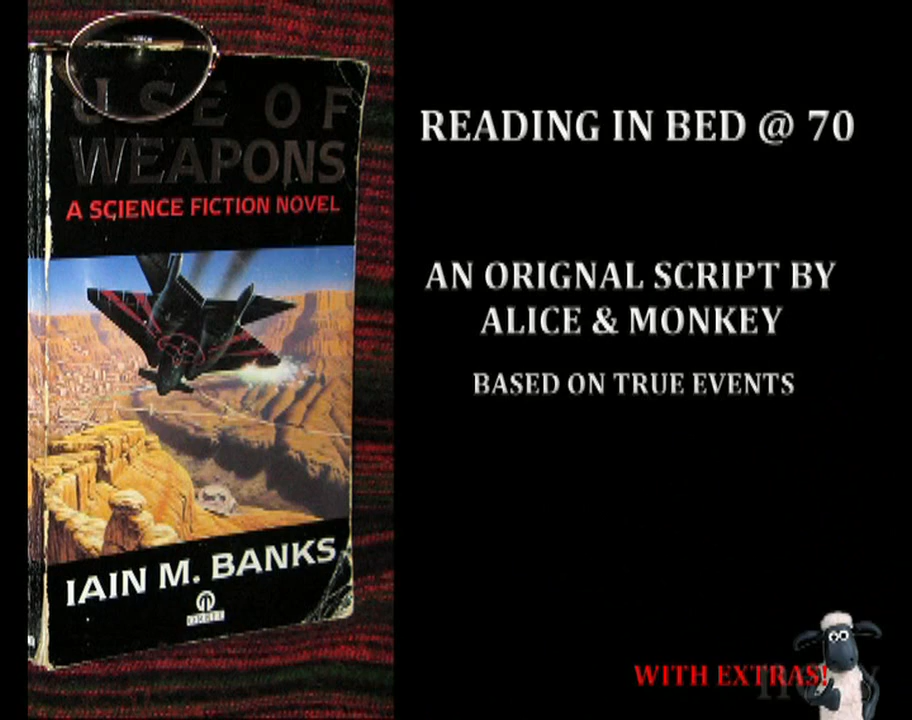 USE OF
WEAPONS
A SCIENCE FICTION NOVEL
IAIN M. BANKS
ORBIT
READING IN BED @ 70
AN ORIGNAL SCRIPT BY
ALICE & MONKEY
BASED ON TRUE EVENTS
WITH EXTRAS!